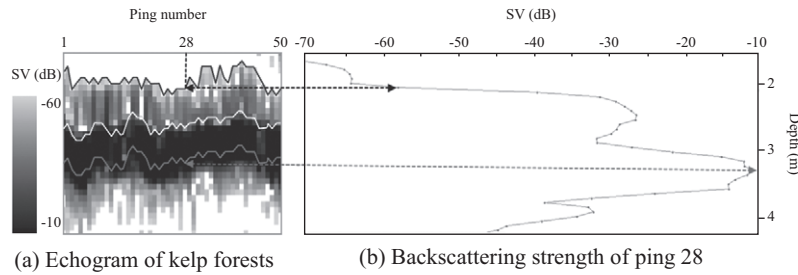 Ping number
1 28 50
SV (dB)
-60
-10
(a) Echogram of kelp forests
SV (dB)
-70 -60 -50 -40 -30 -20 -10
2
3
4
Depth (m)
(b) Backscattering strength of ping 28